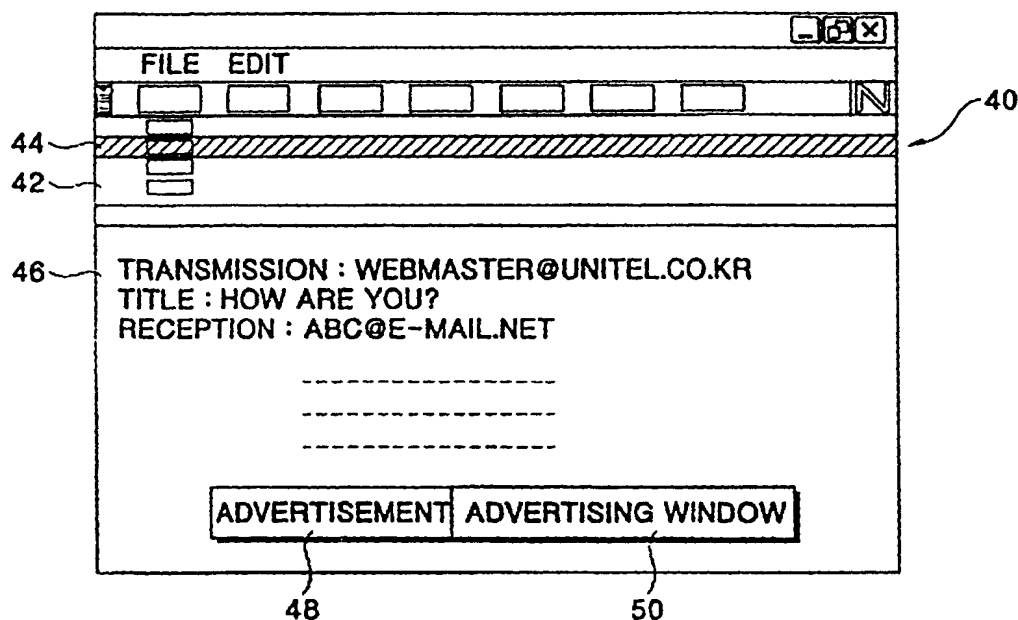 FILE EDIT
N
40
44
42
46
TRANSMISSION : WEBMASTER@UNITEL.CO.KR
TITLE : HOW ARE YOU?
RECEPTION : ABC@E-MAIL.NET
ADVERTISEMENT ADVERTISING WINDOW
48 50